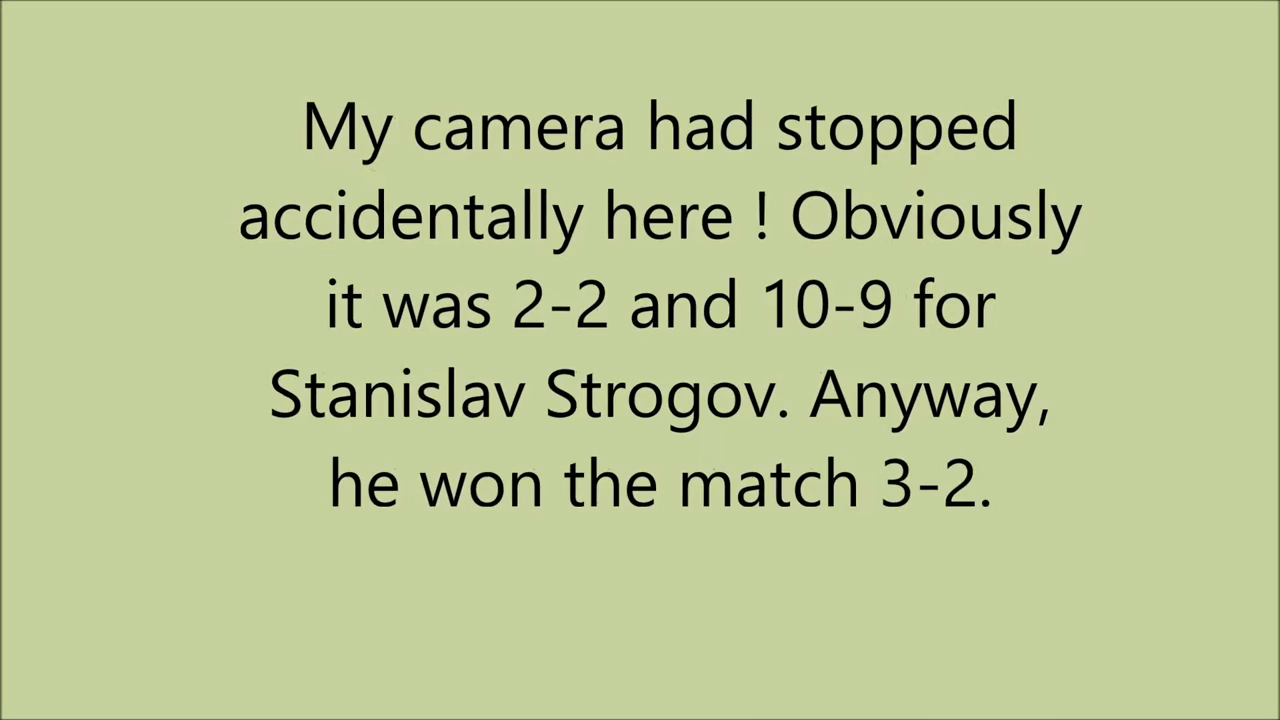 My camera had stopped
accidentally here ! Obviously
it was 2-2 and 10-9 for
Stanislav Strogov. Anyway,
he won the match 3-2.